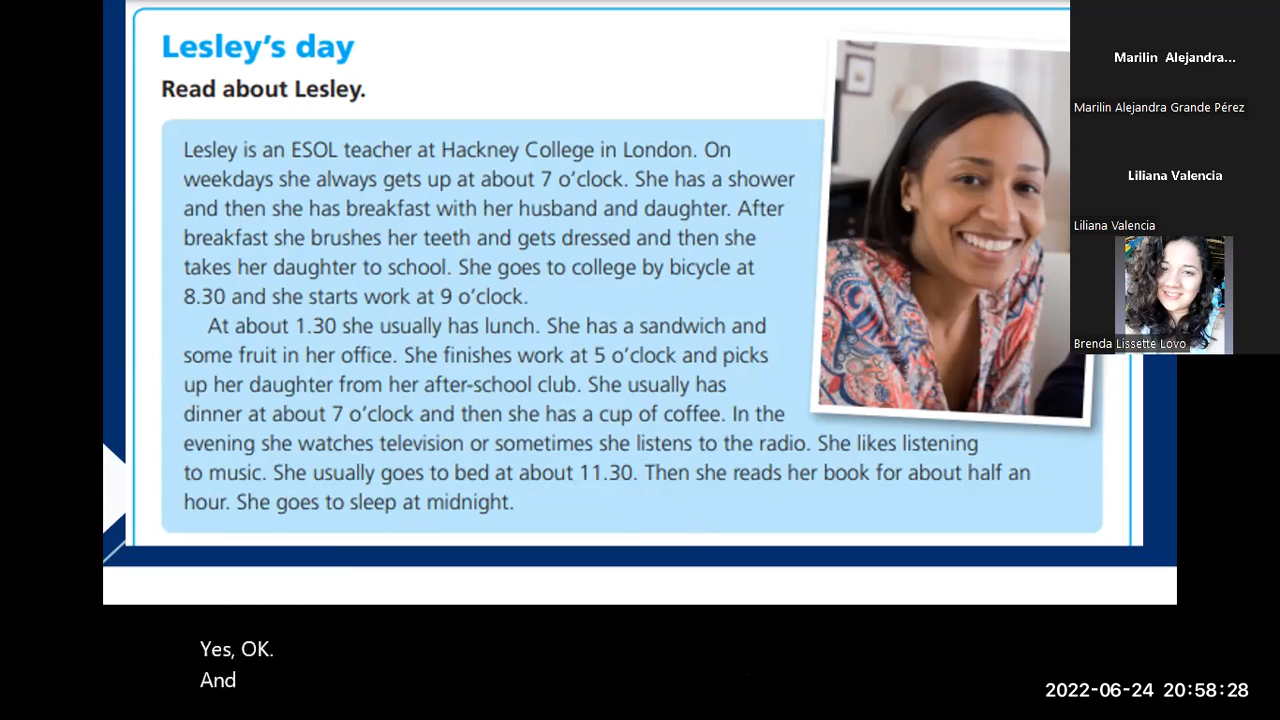 Lesley's day
Read about Lesley.
Lesley is an ESOL teacher at Hackney College in London. On
weekdays she always gets up at about 7 o'clock. She has a shower
and then she has breakfast with her husband and daughter. After
breakfast she brushes her teeth and gets dressed and then she
takes her daughter to school. She goes to college by bicycle at
8.30 and she starts work at 9 o'clock.
At about 1.30 she usually has lunch. She has a sandwich and
some fruit in her office. She finishes work at 5 o'clock and picks
up her daughter from her after-school club. She usually has
dinner at about 7 o'clock and then she has a cup of coffee. In the
evening she watches television or sometimes she listens to the radio. She likes listening
to music. She usually goes to bed at about 11.30. Then she reads her book for about half an
hour. She goes to sleep at midnight.
Marilin Alejandra...
Marilin Alejandra Grande Pérez
Liliana Valencia
Liliana Valencia
Brenda Lissette Lovo
Yes, OK.
And
2022-06-24 20:58:28